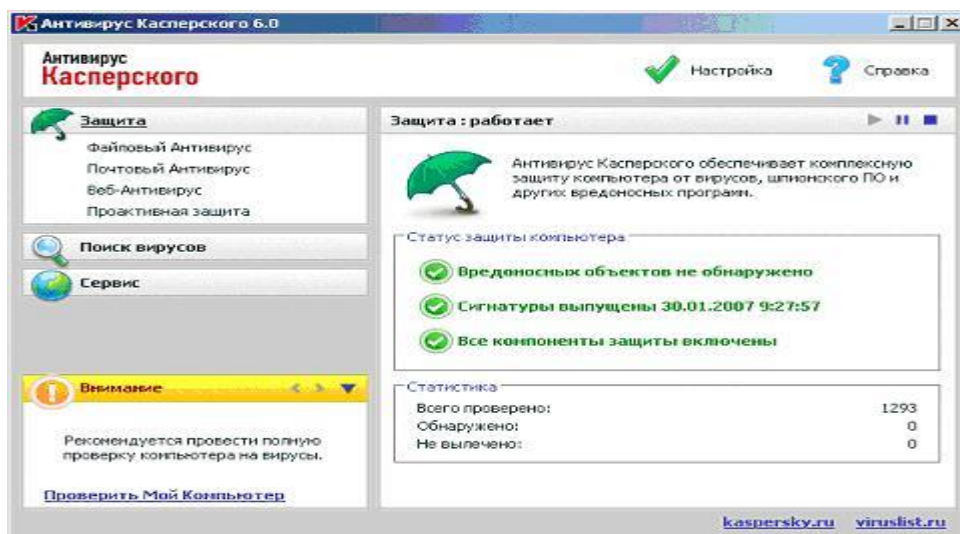 Антивирус Касперского 6.0
Антивирус
Касперского
Настройка
Справка
Защита
Файловый Антивирус
Почтовый Антивирус
Веб-Антивирус
Проактивная защита
Поиск вирусов
Сервис
Внимание
Рекомендуется провести полную
проверку компьютера на вирусы.
Проверить Мой Компьютер
Защита : работает
Антивирус Касперского обеспечивает комплексную
защиту компьютера от вирусов, шпионского ПО и
других вредоносных программ.
Статус защиты компьютера
Вредоносных объектов не обнаружено
Сигнатуры выпущены 30.01.2007 9:27:57
Все компоненты защиты включены
Статистика
Всего проверено: 1293
Обнаружено: 0
Не вылечено: 0
kaspersky.ru viruslist.ru